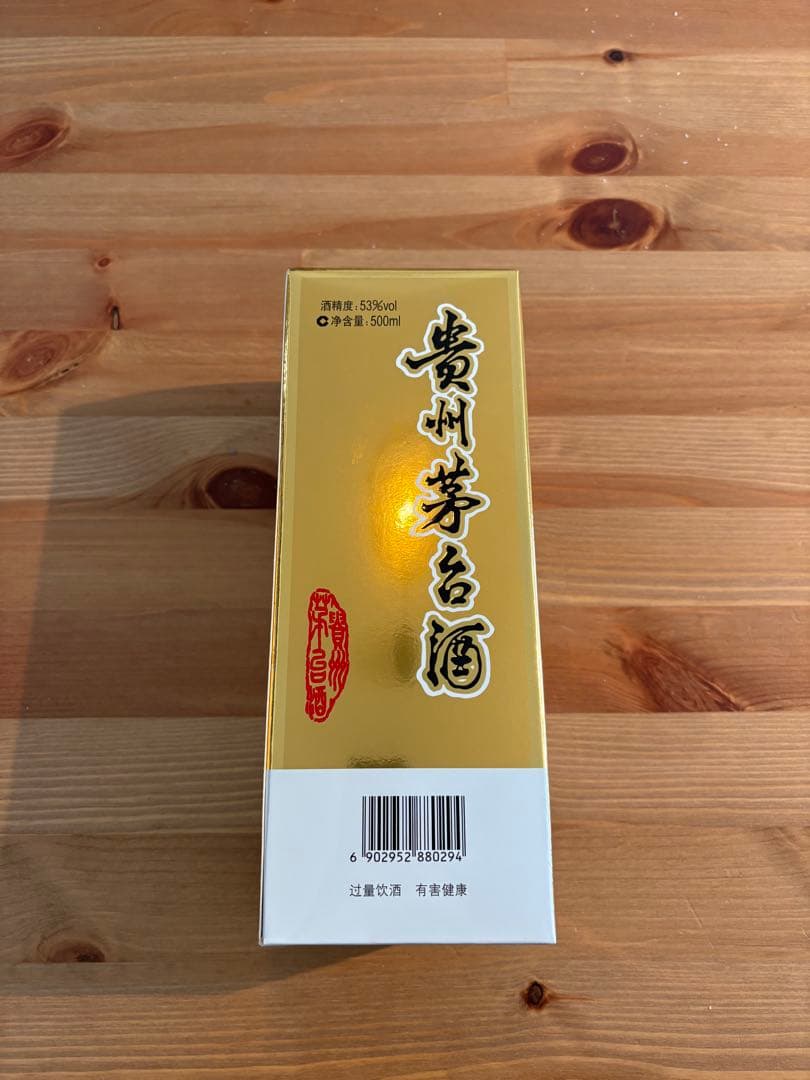 酒精度:53%vol
净含量:500ml
贵州茅台酒
貴州
茅台酒
6 902952 880294
过量饮酒 有害健康